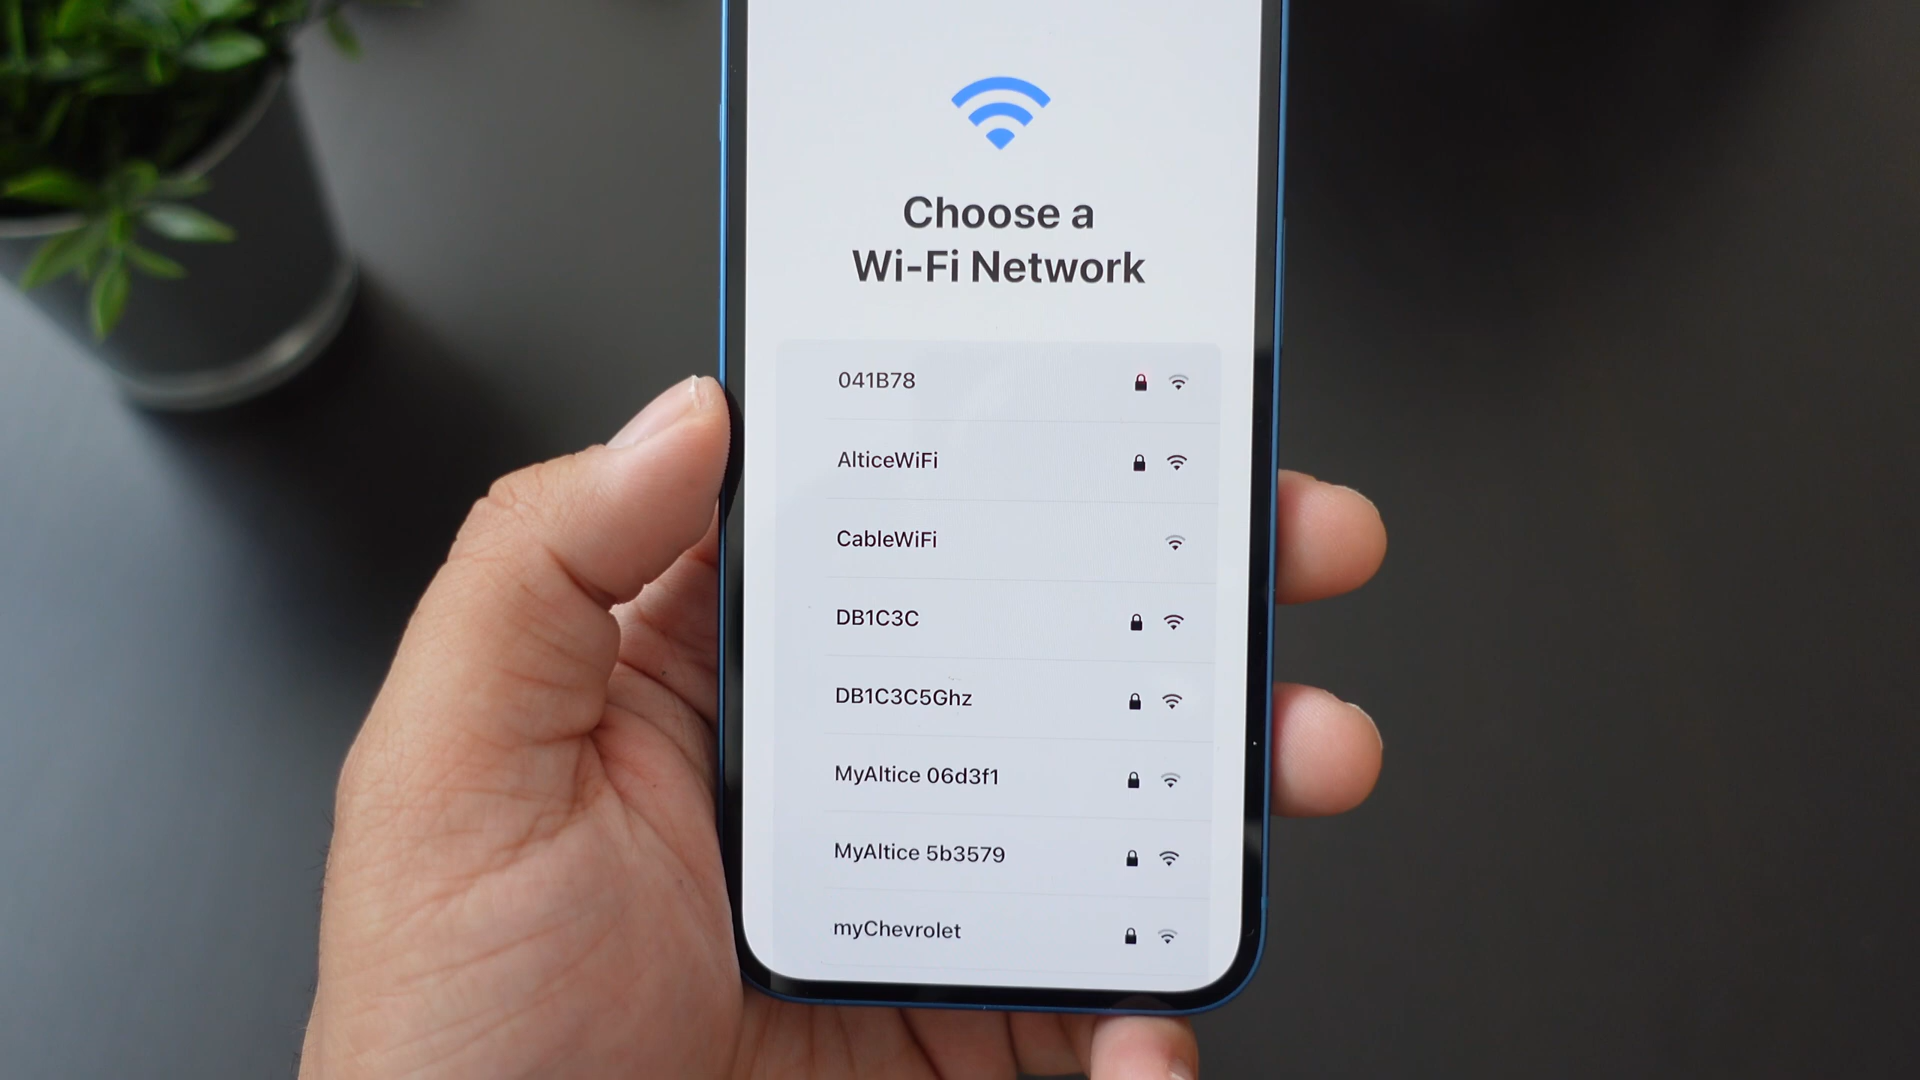 Choose a
Wi-Fi Network
041B78
AlticeWiFi
CableWiFi
DB1C3C
DB1C3C5Ghz
MyAltice 06d3f1
MyAltice 5b3579
myChevrolet